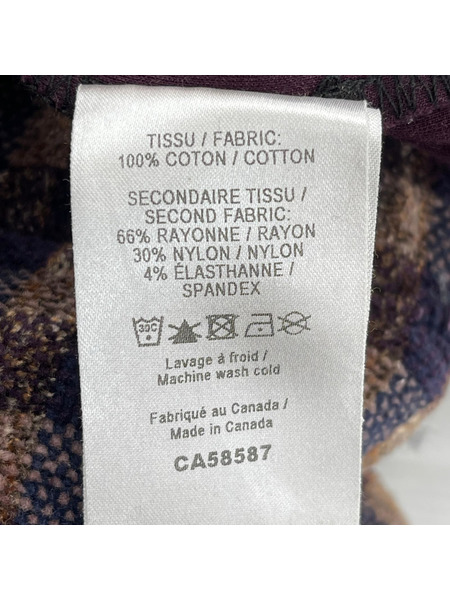 TISSU / FABRIC:
100% COTON / COTTON
SECONDAIRE TISSU /
SECOND FABRIC:
66% RAYONNE / RAYON
30% NYLON / NYLON
4% ÉLASTHANNE /
SPANDEX
30C
Lavage à froid /
Machine wash cold
Fabriqué au Canada /
Made in Canada
CA58587